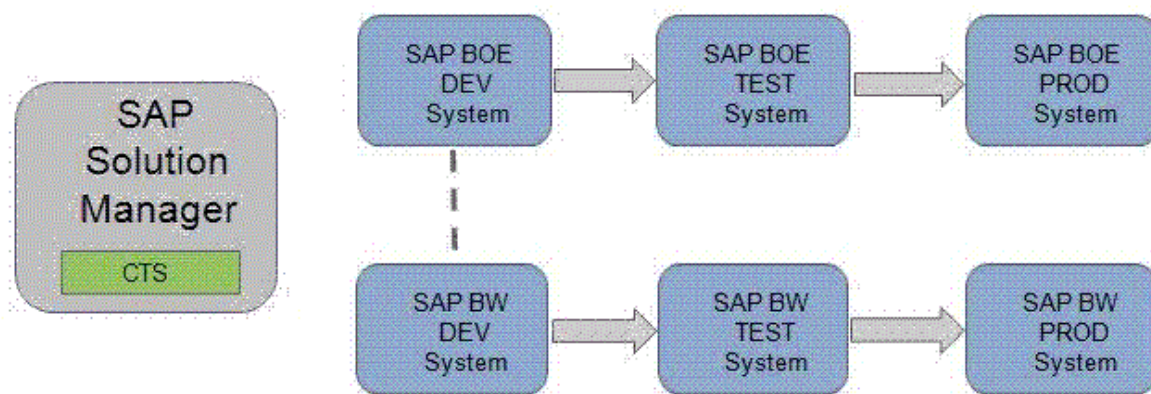 SAP
Solution
Manager
CTS
SAP BOE
DEV
System
SAP BOE
TEST
System
SAP BOE
PROD
System
SAP BW
DEV
System
SAP BW
TEST
System
SAP BW
PROD
System